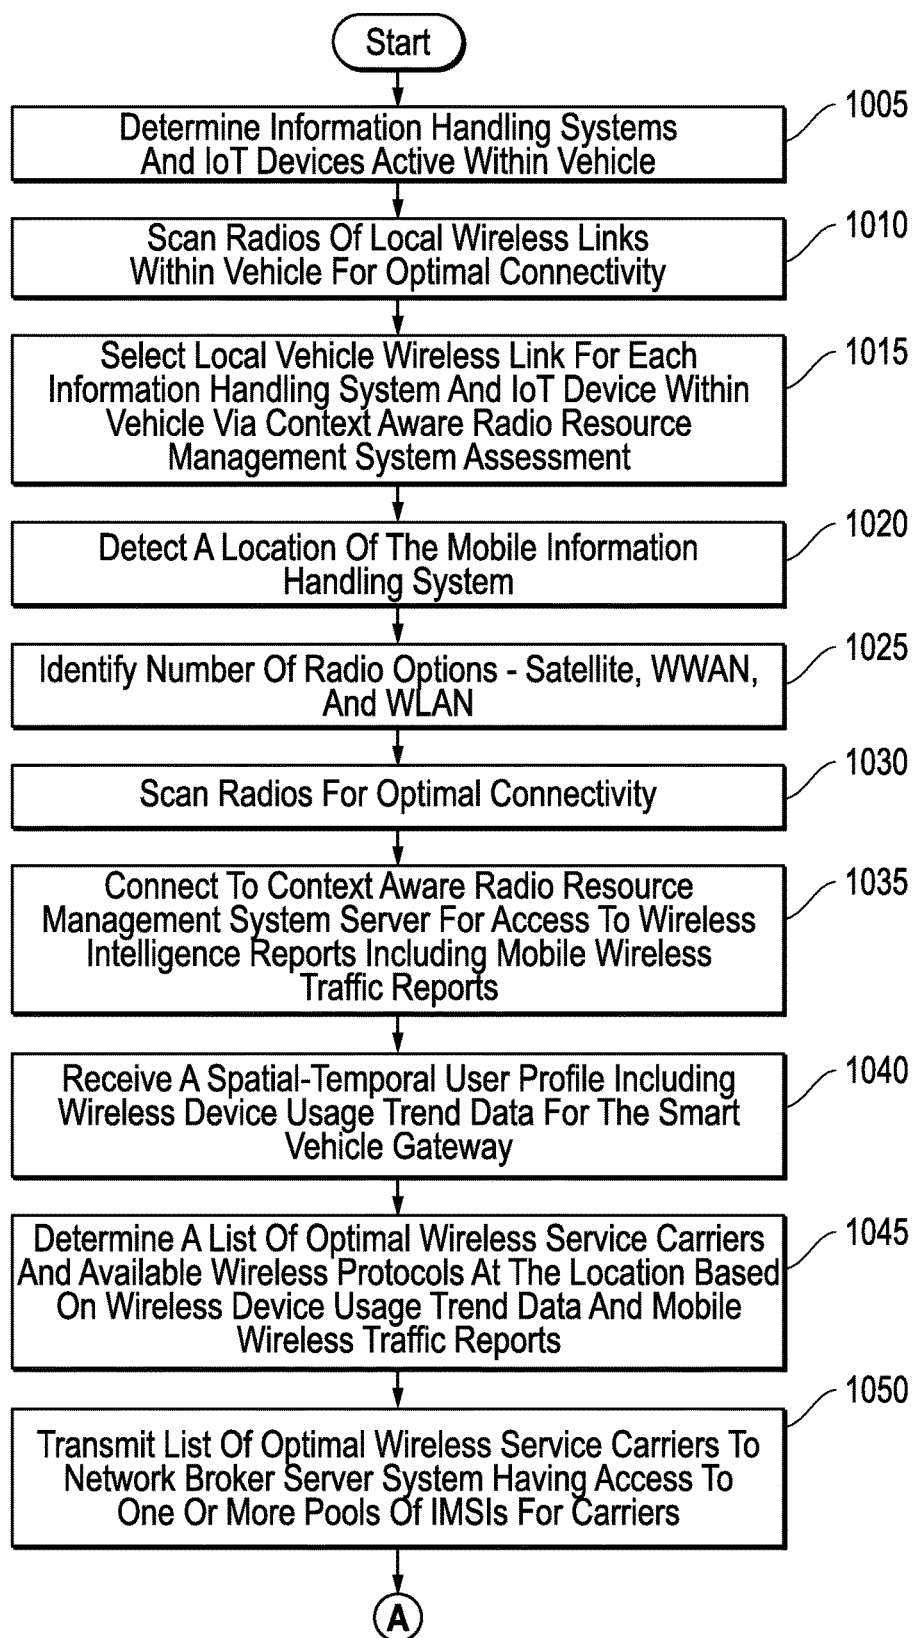 Start
1005
Determine Information Handling Systems
And IoT Devices Active Within Vehicle
1010
Scan Radios Of Local Wireless Links
Within Vehicle For Optimal Connectivity
1015
Select Local Vehicle Wireless Link For Each
Information Handling System And IoT Device Within
Vehicle Via Context Aware Radio Resource
Management System Assessment
1020
Detect A Location Of The Mobile Information
Handling System
1025
Identify Number Of Radio Options - Satellite, WWAN,
And WLAN
1030
Scan Radios For Optimal Connectivity
1035
Connect To Context Aware Radio Resource
Management System Server For Access To Wireless
Intelligence Reports Including Mobile Wireless
Traffic Reports
1040
Receive A Spatial-Temporal User Profile Including
Wireless Device Usage Trend Data For The Smart
Vehicle Gateway
1045
Determine A List Of Optimal Wireless Service Carriers
And Available Wireless Protocols At The Location Based
On Wireless Device Usage Trend Data And Mobile
Wireless Traffic Reports
1050
Transmit List Of Optimal Wireless Service Carriers To
Network Broker Server System Having Access To
One Or More Pools Of IMSIs For Carriers
A